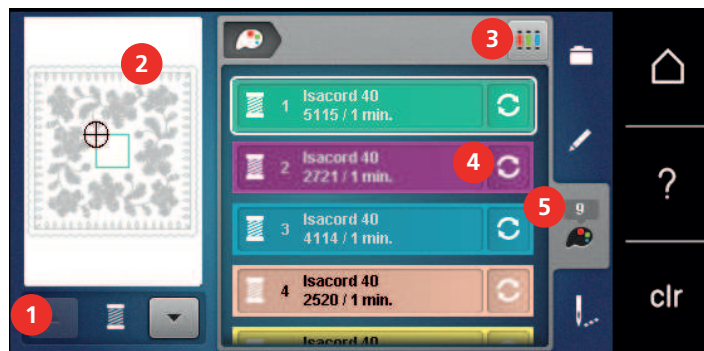 2
3
1 Isacord 40
5115 / 1 min.
2 Isacord 40
2721 / 1 min.
4
5
9
3 Isacord 40
4114 / 1 min.
4 Isacord 40
2520 / 1 min.
Isacord 40
1
?
clr